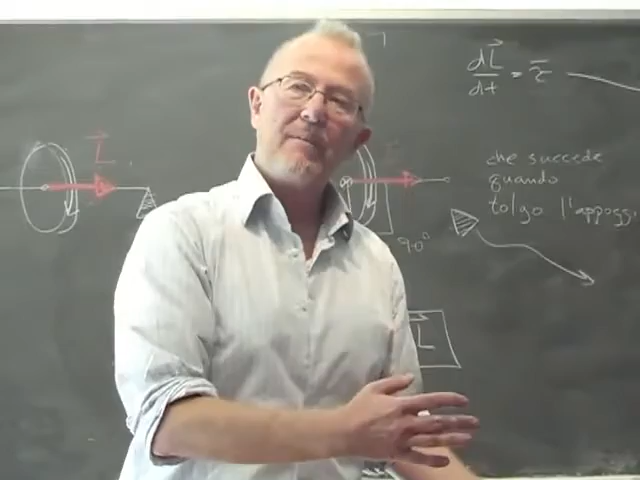 L⃗
dL⃗/dt = τ̄
che succede
quando
tolgo l'appoggi
90°
L